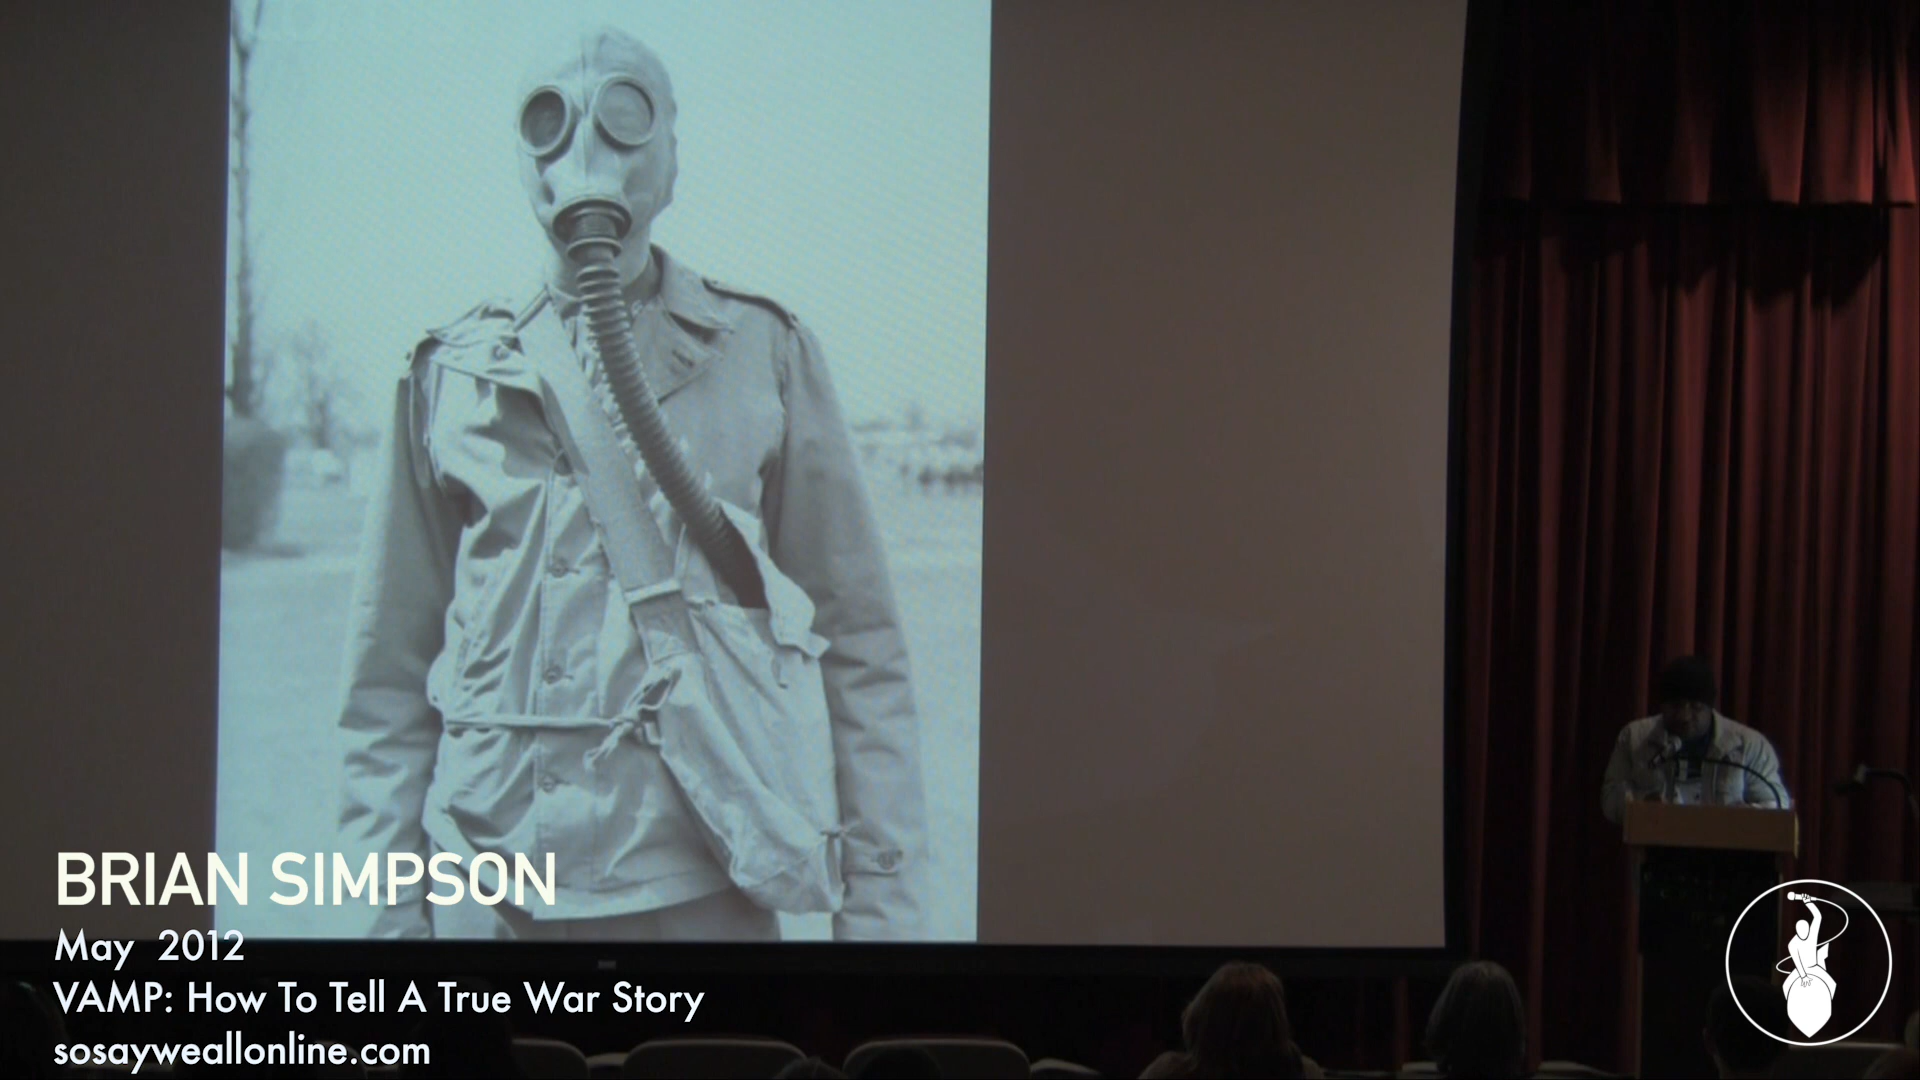 BRIAN SIMPSON
May 2012
VAMP: How To Tell A True War Story
sosayweallonline.com